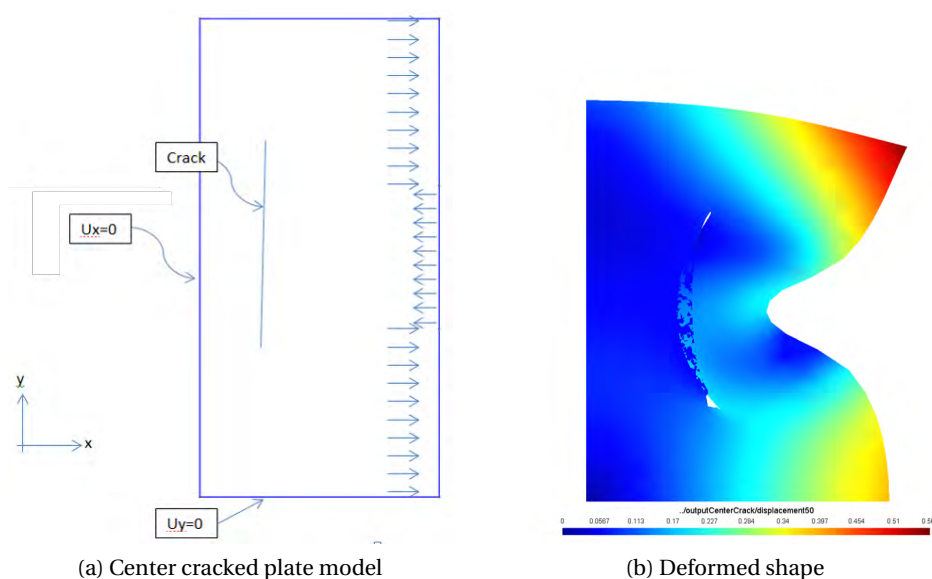 Crack
Ux=0
y
x
Uy=0
../outputCenterCrack/displacement50
0 0.0567 0.113 0.17 0.227 0.284 0.34 0.397 0.454 0.51
(a) Center cracked plate model
(b) Deformed shape